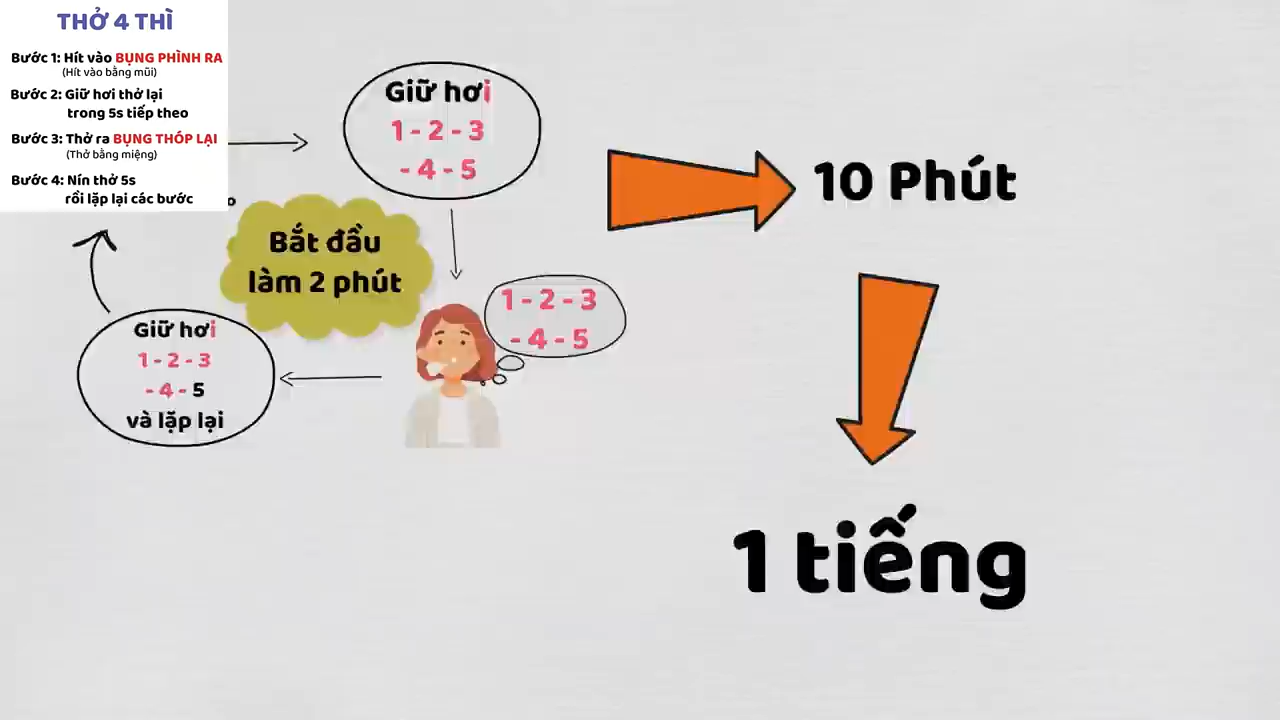 THỞ 4 THÌ
Bước 1: Hít vào BỤNG PHÌNH RA
(Hít vào bằng mũi)
Bước 2: Giữ hơi thở lại
trong 5s tiếp theo
Bước 3: Thở ra BỤNG THÓP LẠI
(Thở bằng miệng)
Bước 4: Nín thở 5s
rồi lặp lại các bước
Giữ hơi
1 - 2 - 3
- 4 - 5
10 Phút
Bắt đầu
làm 2 phút
1 - 2 - 3
- 4 - 5
Giữ hơi
1 - 2 - 3
- 4 - 5
và lặp lại
1 tiếng